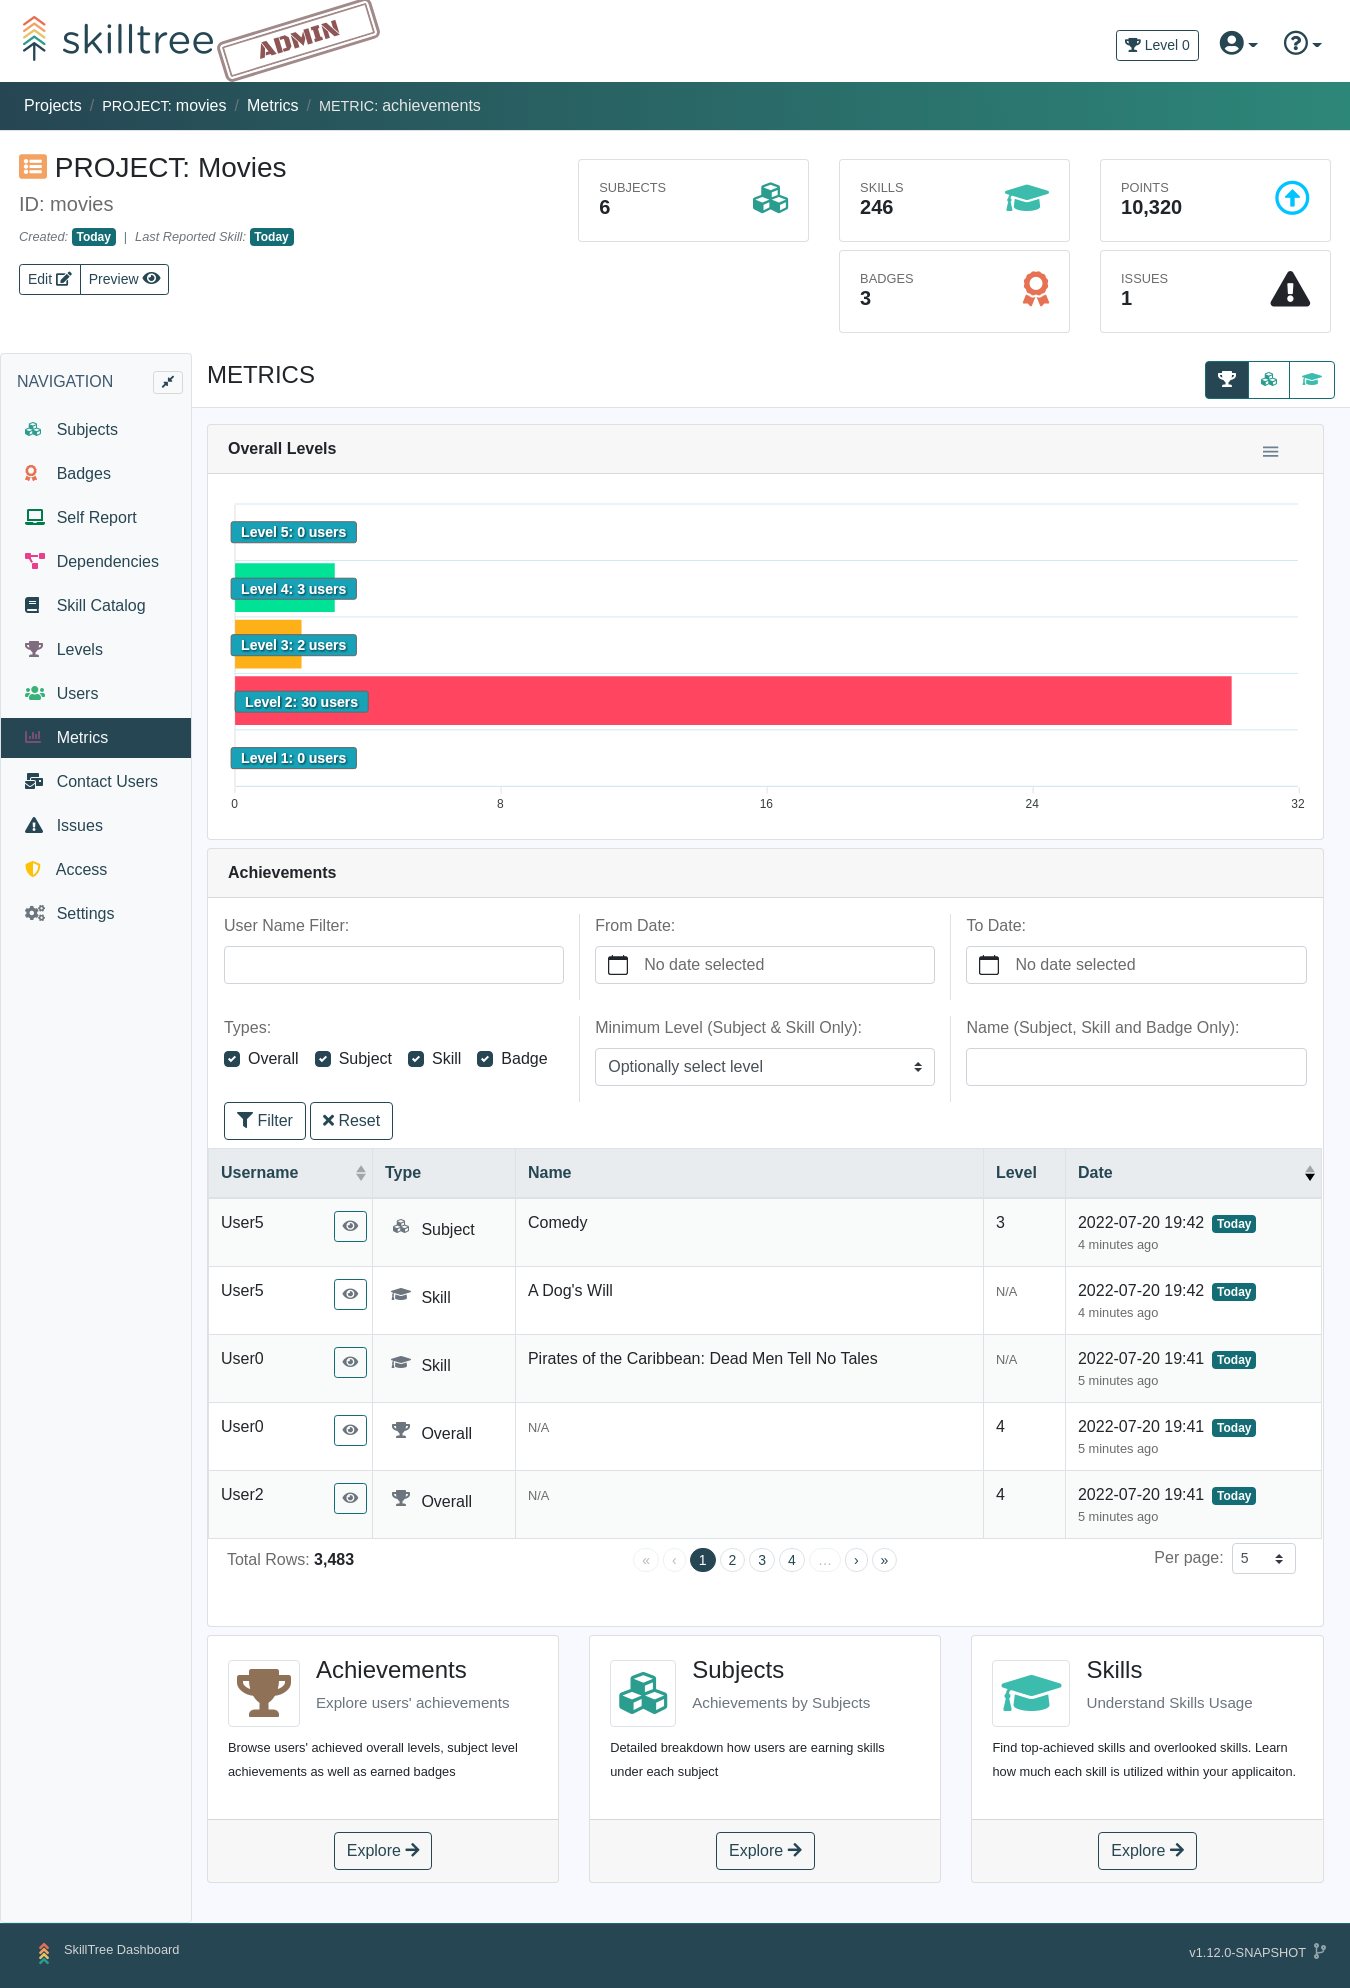 skilltree ADMIN
Level 0
Projects / PROJECT: movies / Metrics / METRIC: achievements
PROJECT: Movies
ID: movies
Created: Today | Last Reported Skill: Today
Edit Preview
SUBJECTS
6
SKILLS
246
POINTS
10,320
BADGES
3
ISSUES
1
NAVIGATION
Subjects
Badges
Self Report
Dependencies
Skill Catalog
Levels
Users
Metrics
Contact Users
Issues
Access
Settings
METRICS
Overall Levels
Level 5: 0 users
Level 4: 3 users
Level 3: 2 users
Level 2: 30 users
Level 1: 0 users
0 8 16 24 32
Achievements
User Name Filter:
From Date:
No date selected
To Date:
No date selected
Types:
Overall Subject Skill Badge
Minimum Level (Subject & Skill Only):
Optionally select level
Name (Subject, Skill and Badge Only):
Filter Reset
Username Type Name Level Date
User5 Subject Comedy 3 2022-07-20 19:42 Today
4 minutes ago
User5 Skill A Dog's Will N/A 2022-07-20 19:42 Today
4 minutes ago
User0 Skill Pirates of the Caribbean: Dead Men Tell No Tales N/A 2022-07-20 19:41 Today
5 minutes ago
User0 Overall N/A 4 2022-07-20 19:41 Today
5 minutes ago
User2 Overall N/A 4 2022-07-20 19:41 Today
5 minutes ago
Total Rows: 3,483
« ‹ 1 2 3 4 … › »
Per page: 5
Achievements
Explore users' achievements
Browse users' achieved overall levels, subject level
achievements as well as earned badges
Explore
Subjects
Achievements by Subjects
Detailed breakdown how users are earning skills
under each subject
Explore
Skills
Understand Skills Usage
Find top-achieved skills and overlooked skills. Learn
how much each skill is utilized within your applicaiton.
Explore
SkillTree Dashboard
v1.12.0-SNAPSHOT